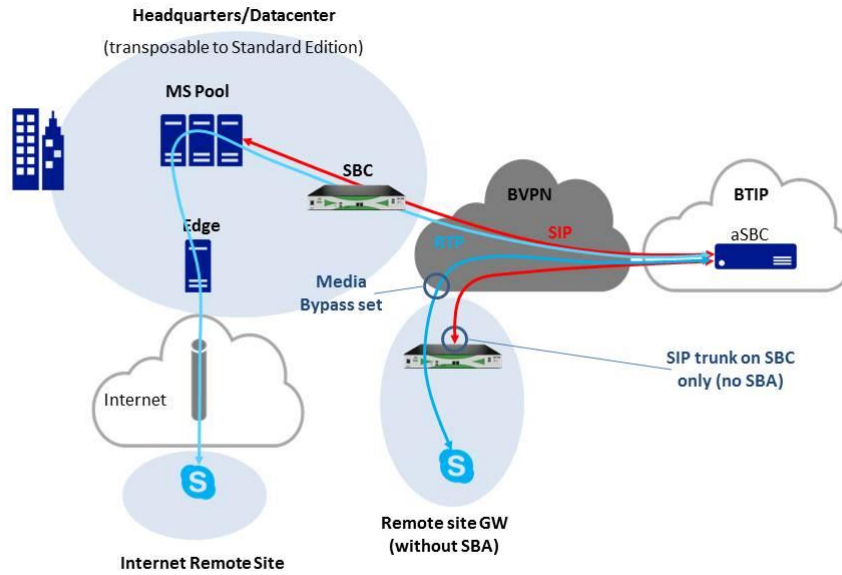 Headquarters/Datacenter
(transposable to Standard Edition)
MS Pool
SBC
BVPN
BTIP
Edge
RTP
SIP
aSBC
Media
Bypass set
SIP trunk on SBC
only (no SBA)
Internet
S
S
Remote site GW
(without SBA)
Internet Remote Site